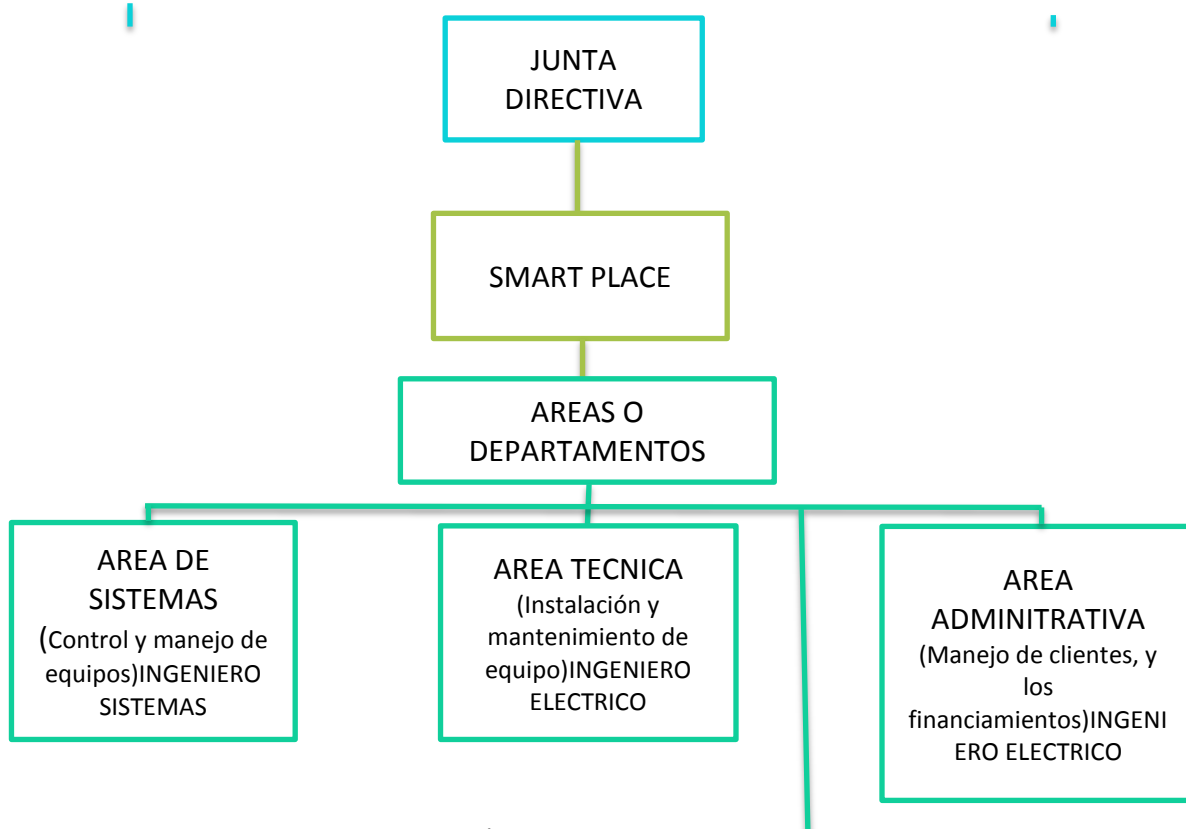 JUNTA
DIRECTIVA
SMART PLACE
AREAS O
DEPARTAMENTOS
AREA DE
SISTEMAS
(Control y manejo de
equipos)INGENIERO
SISTEMAS
AREA TECNICA
(Instalación y
mantenimiento de
equipo)INGENIERO
ELECTRICO
AREA
ADMINITRATIVA
(Manejo de clientes, y
los
financiamientos)INGENI
ERO ELECTRICO